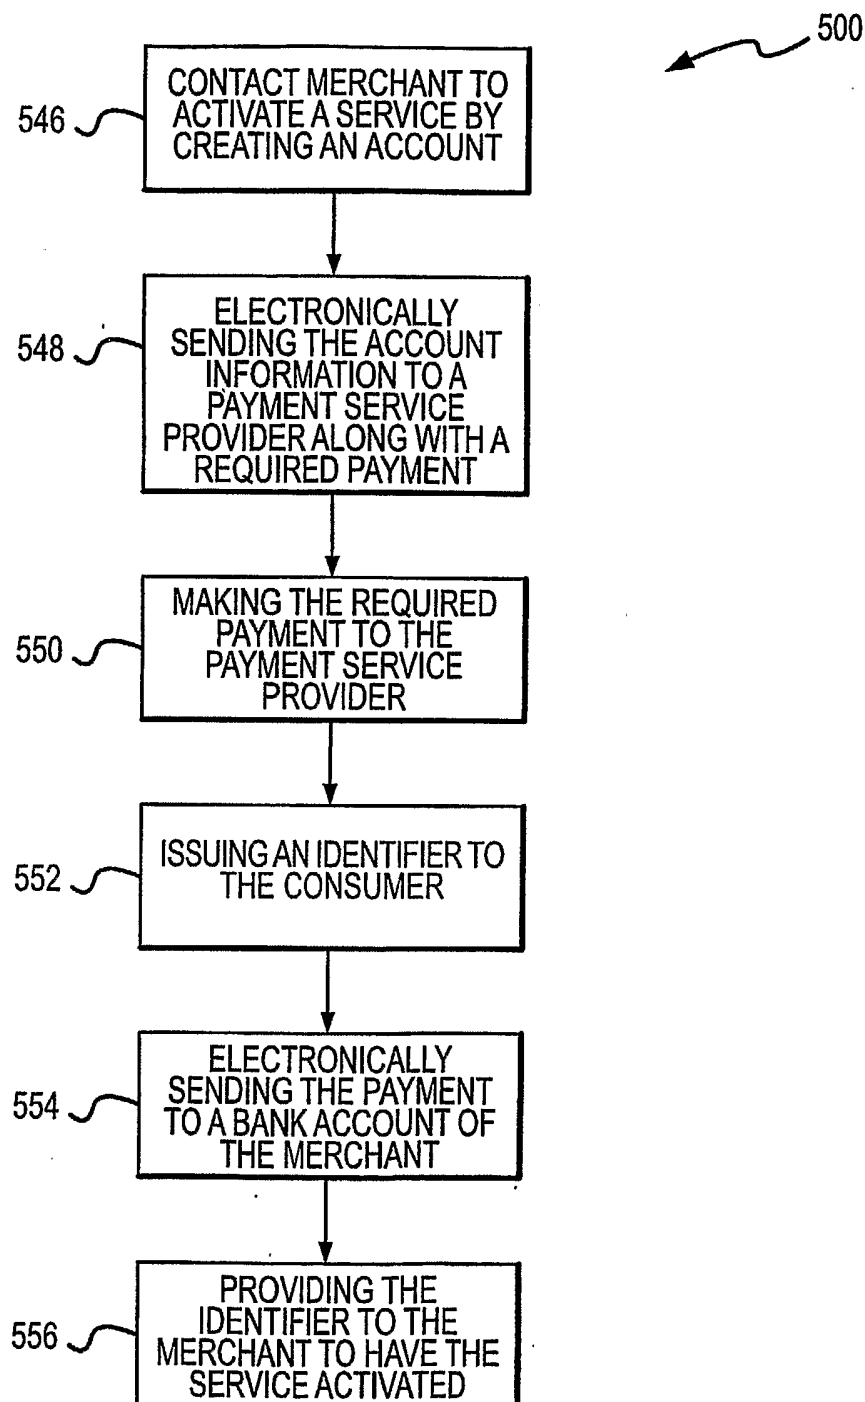 500
546
CONTACT MERCHANT TO
ACTIVATE A SERVICE BY
CREATING AN ACCOUNT
548
ELECTRONICALLY
SENDING THE ACCOUNT
INFORMATION TO A
PAYMENT SERVICE
PROVIDER ALONG WITH A
REQUIRED PAYMENT
550
MAKING THE REQUIRED
PAYMENT TO THE
PAYMENT SERVICE
PROVIDER
552
ISSUING AN IDENTIFIER TO
THE CONSUMER
554
ELECTRONICALLY
SENDING THE PAYMENT
TO A BANK ACCOUNT OF
THE MERCHANT
556
PROVIDING THE
IDENTIFIER TO THE
MERCHANT TO HAVE THE
SERVICE ACTIVATED